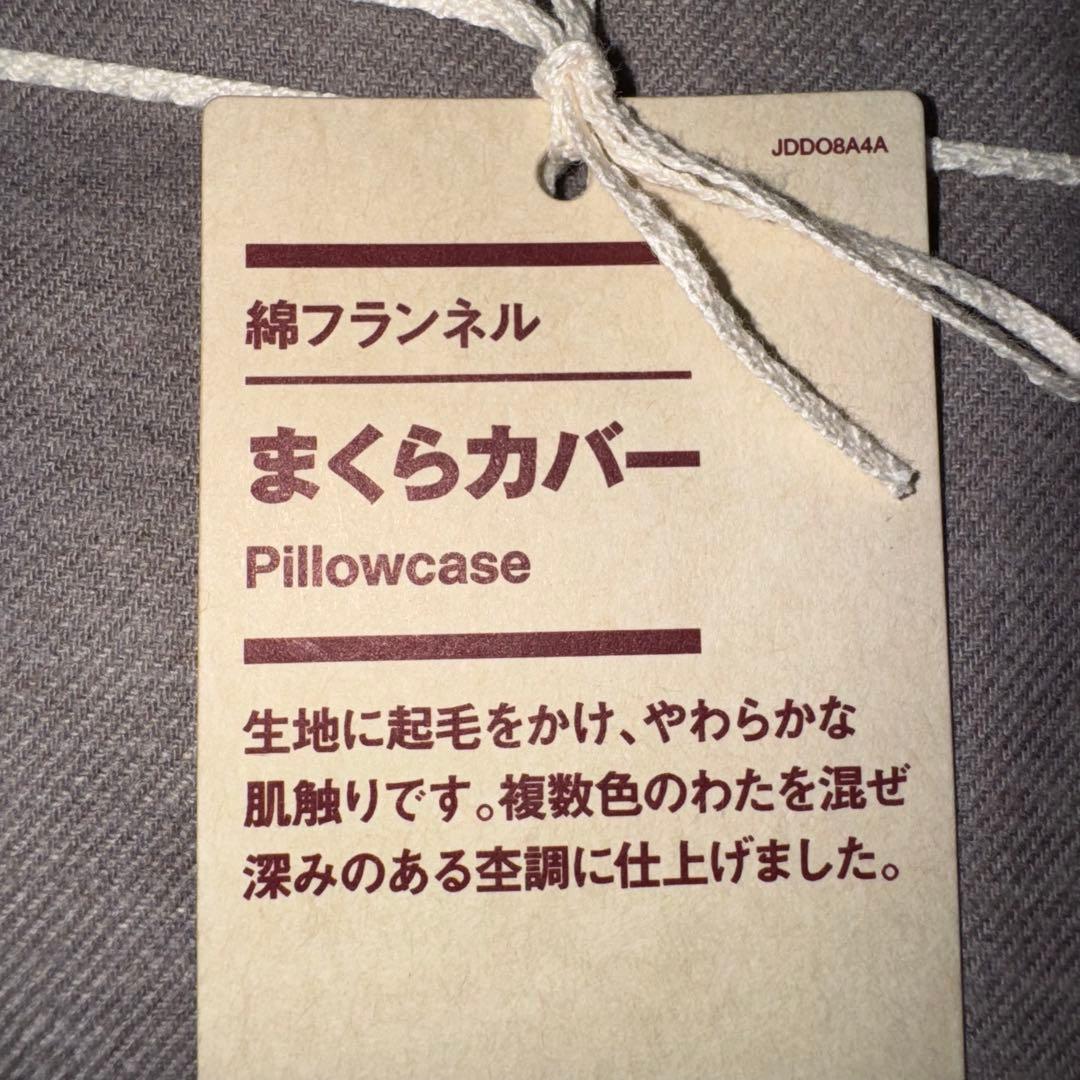 JDDO8A4A
綿フランネル
まくらカバー
Pillowcase
生地に起毛をかけ、やわらかな
肌触りです。複数色のわたを混ぜ
深みのある杢調に仕上げました。